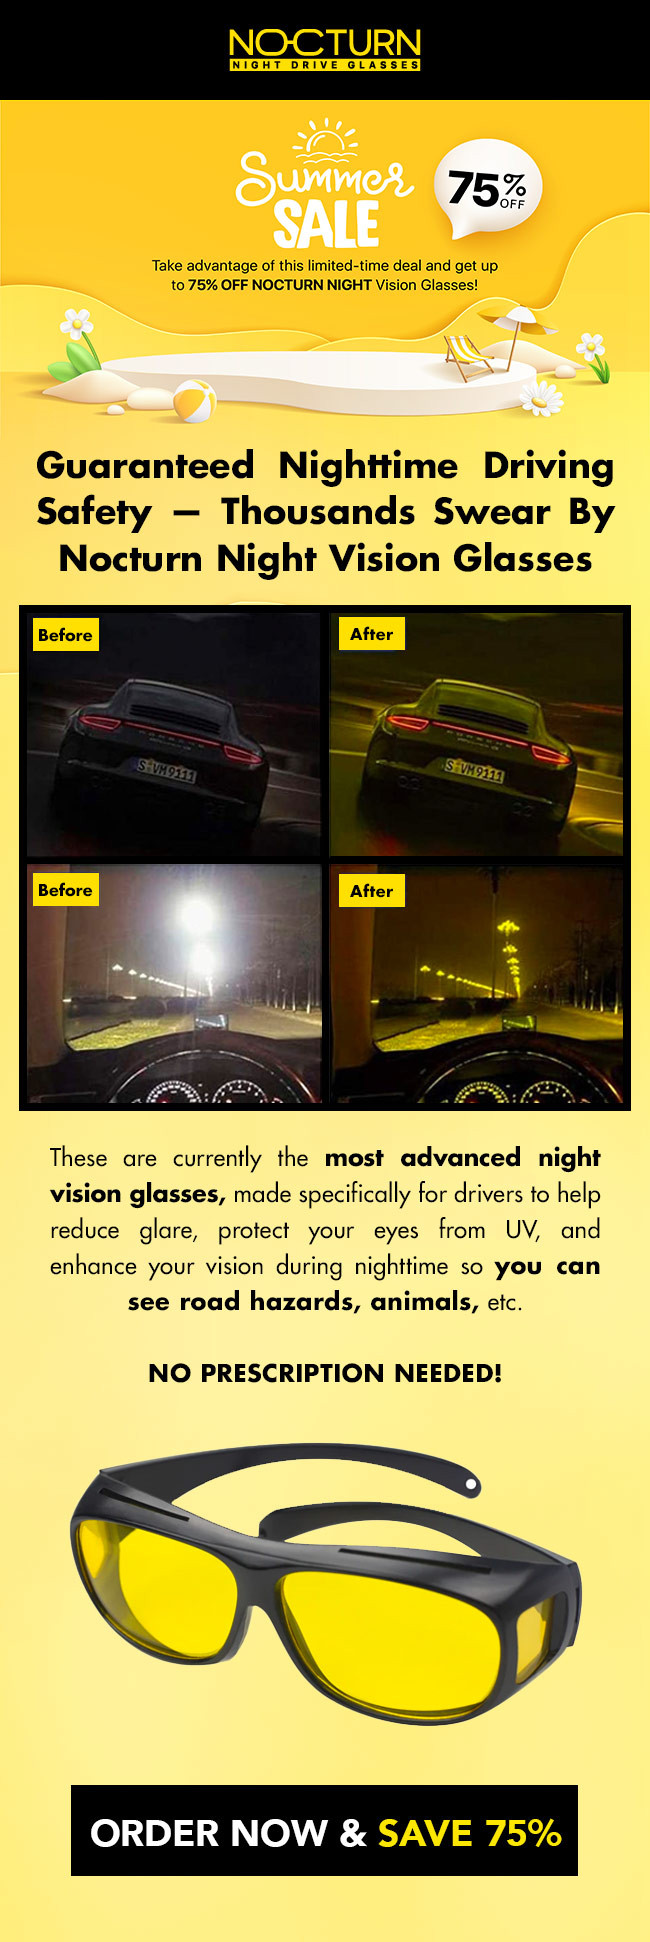 NOCTURN
NIGHT DRIVE GLASSES
Summer
SALE
75%
OFF
Take advantage of this limited-time deal and get up
to 75% OFF NOCTURN NIGHT Vision Glasses!
Guaranteed Nighttime Driving
Safety – Thousands Swear By
Nocturn Night Vision Glasses
Before
After
S VM9111
S VM9111
Before
After
These are currently the most advanced night
vision glasses, made specifically for drivers to help
reduce glare, protect your eyes from UV, and
enhance your vision during nighttime so you can
see road hazards, animals, etc.
NO PRESCRIPTION NEEDED!
ORDER NOW & SAVE 75%